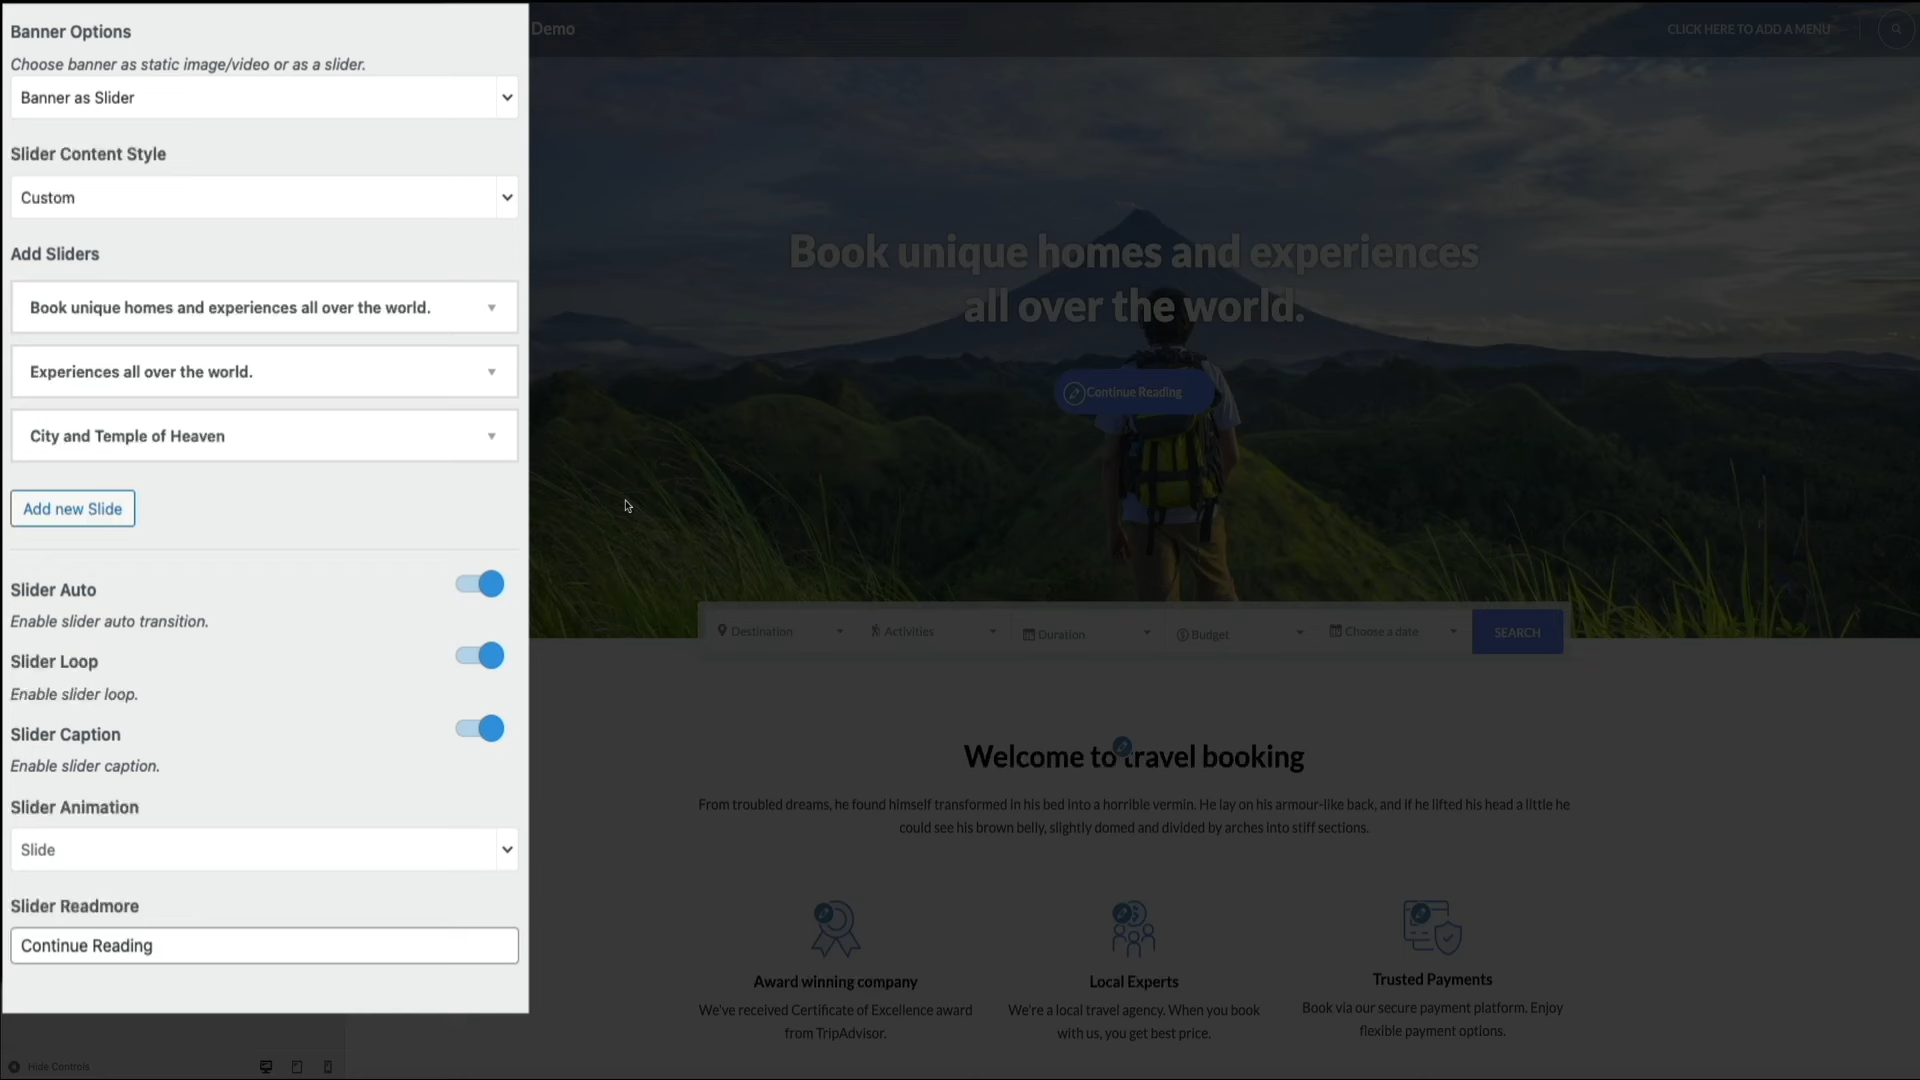 Banner Options
Choose banner as static image/video or as a slider.
Banner as Slider
Slider Content Style
Custom
Add Sliders
Book unique homes and experiences all over the world.
Experiences all over the world.
City and Temple of Heaven
Add new Slide
Slider Auto
Enable slider auto transition.
Slider Loop
Enable slider loop.
Slider Caption
Enable slider caption.
Slider Animation
Slide
Slider Readmore
Continue Reading
Hide Controls
Demo
CLICK HERE TO ADD A MENU
Book unique homes and experiences
all over the world.
Continue Reading
Destination
Activities
Duration
Budget
Choose a date
SEARCH
Welcome to travel booking
From troubled dreams, he found himself transformed in his bed into a horrible vermin. He lay on his armour-like back, and if he lifted his head a little he
could see his brown belly, slightly domed and divided by arches into stiff sections.
Award winning company
We've received Certificate of Excellence award
from TripAdvisor.
Local Experts
We're a local travel agency. When you book
with us, you get best price.
Trusted Payments
Book via our secure payment platform. Enjoy
flexible payment options.